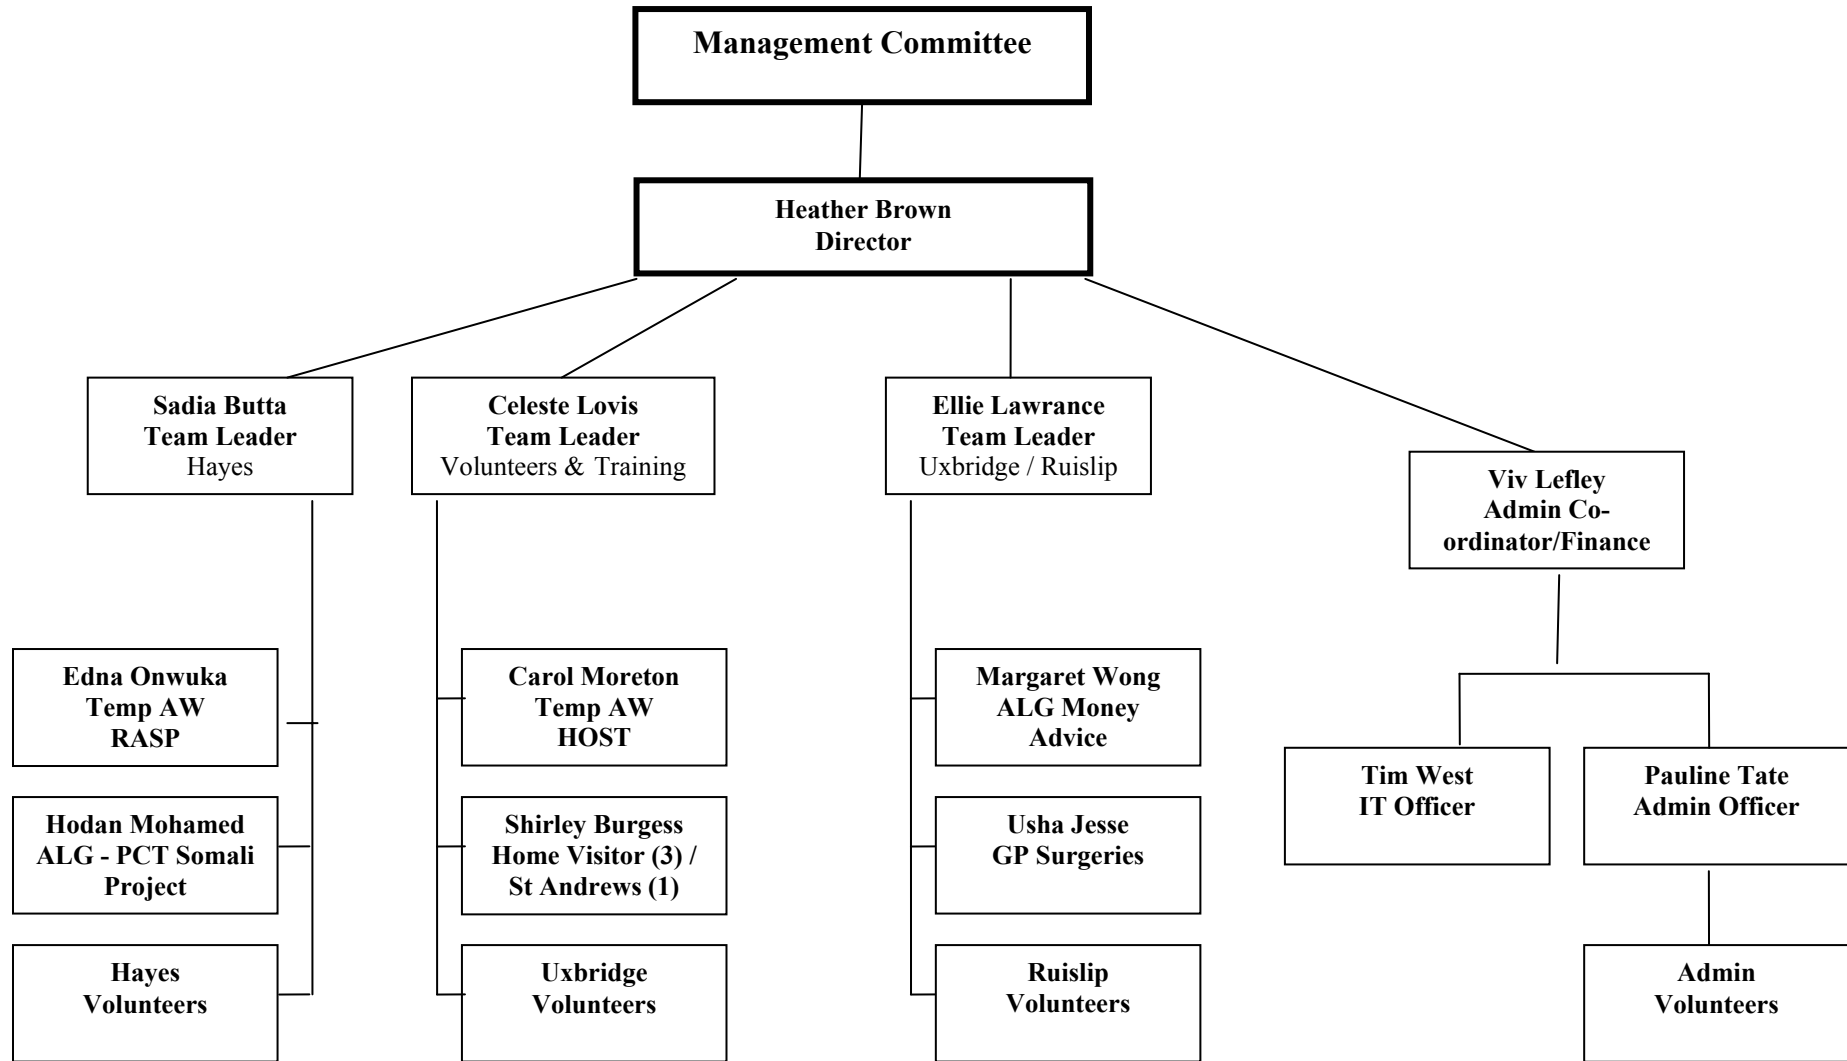 Management Committee
Heather Brown
Director
Sadia Butta
Team Leader
Hayes
Celeste Lovis
Team Leader
Volunteers & Training
Ellie Lawrance
Team Leader
Uxbridge / Ruislip
Viv Lefley
Admin Co-
ordinator/Finance
Edna Onwuka
Temp AW
RASP
Carol Moreton
Temp AW
HOST
Margaret Wong
ALG Money
Advice
Tim West
IT Officer
Pauline Tate
Admin Officer
Hodan Mohamed
ALG - PCT Somali
Project
Shirley Burgess
Home Visitor (3) /
St Andrews (1)
Usha Jesse
GP Surgeries
Hayes
Volunteers
Uxbridge
Volunteers
Ruislip
Volunteers
Admin
Volunteers